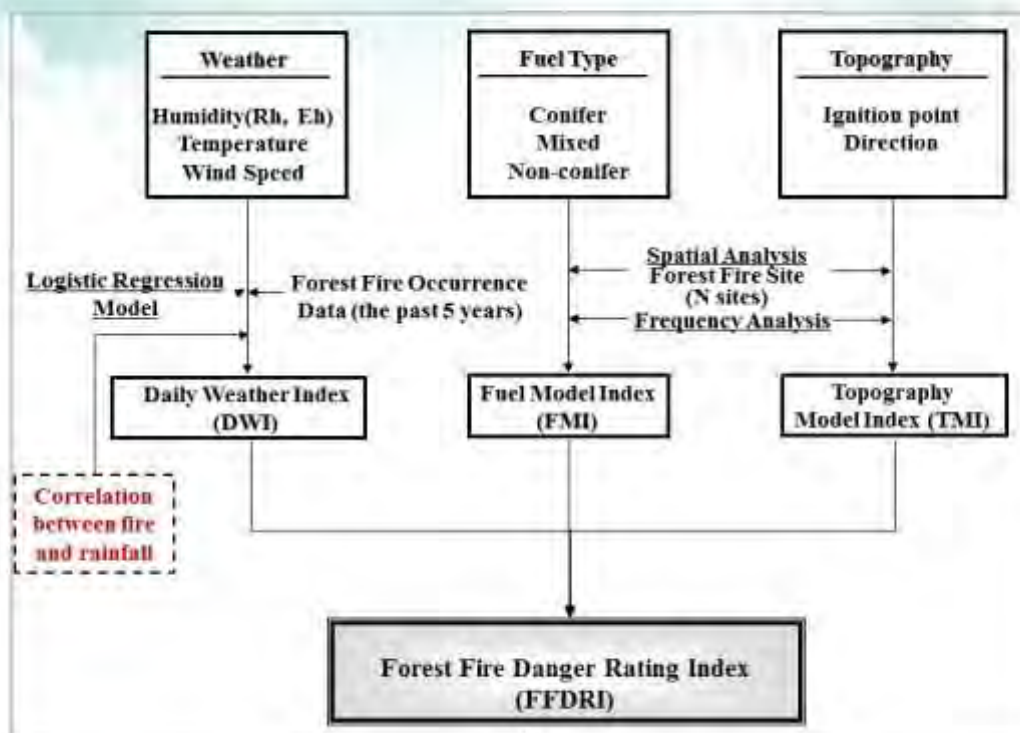 Weather
Humidity(Rh, Eh)
Temperature
Wind Speed
Fuel Type
Conifer
Mixed
Non-conifer
Topography
Ignition point
Direction
Logistic Regression
Model
Forest Fire Occurrence
Data (the past 5 years)
Spatial Analysis
Forest Fire Site
(N sites)
Frequency Analysis
Daily Weather Index
(DWI)
Fuel Model Index
(FMI)
Topography
Model Index (TMI)
Correlation
between fire
and rainfall
Forest Fire Danger Rating Index
(FFDRI)